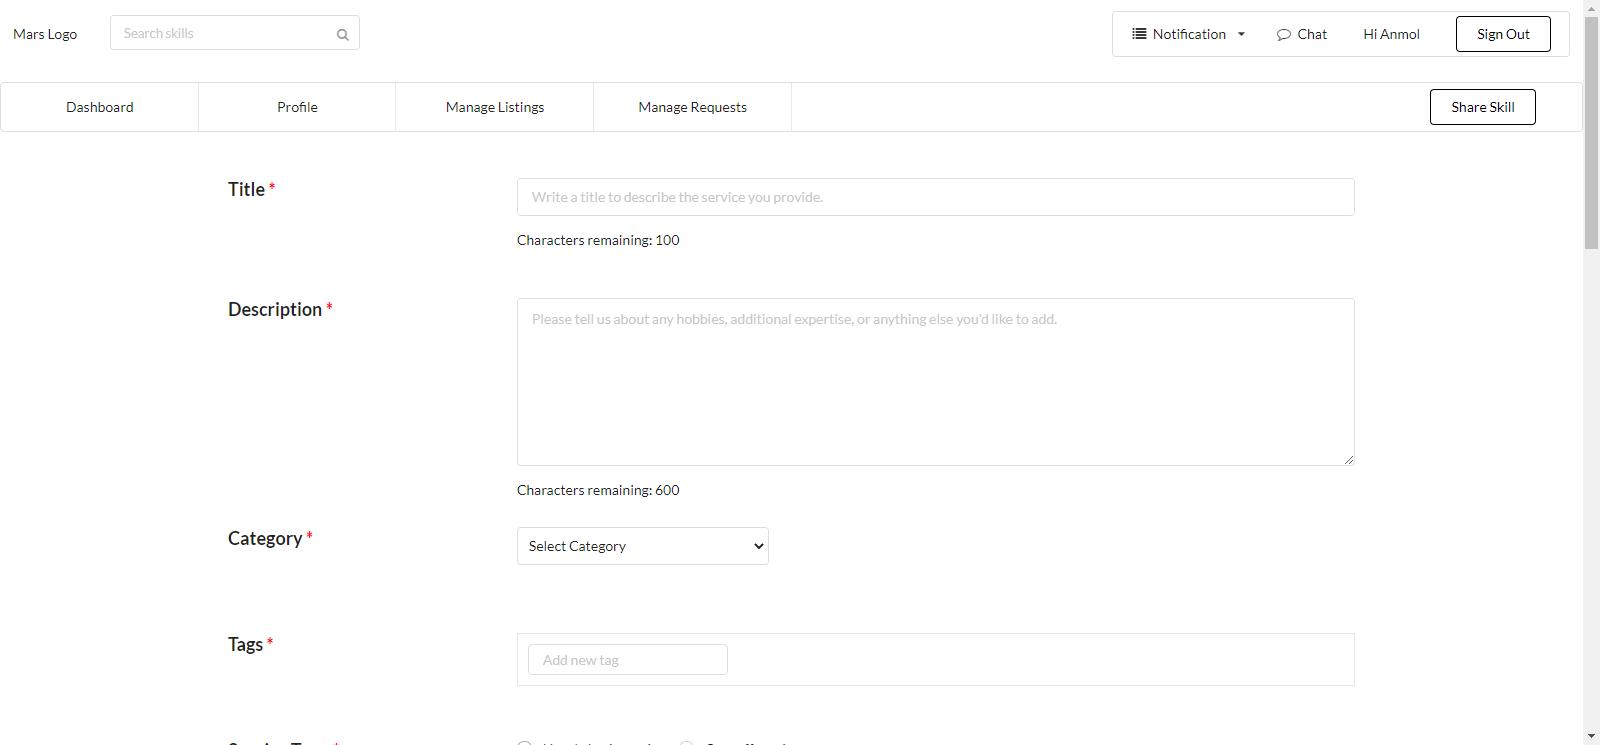 Mars Logo
Search skills
Notification
Chat
Hi Anmol
Sign Out
Dashboard
Profile
Manage Listings
Manage Requests
Share Skill
Title *
Write a title to describe the service you provide.
Characters remaining: 100
Description *
Please tell us about any hobbies, additional expertise, or anything else you'd like to add.
Characters remaining: 600
Category *
Select Category
Tags *
Add new tag